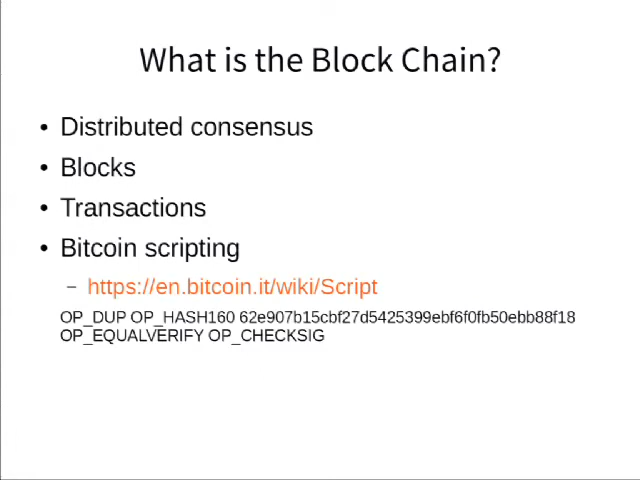 What is the Block Chain?
• Distributed consensus
• Blocks
• Transactions
• Bitcoin scripting
– https://en.bitcoin.it/wiki/Script
OP_DUP OP_HASH160 62e907b15cbf27d5425399ebf6f0fb50ebb88f18
OP_EQUALVERIFY OP_CHECKSIG